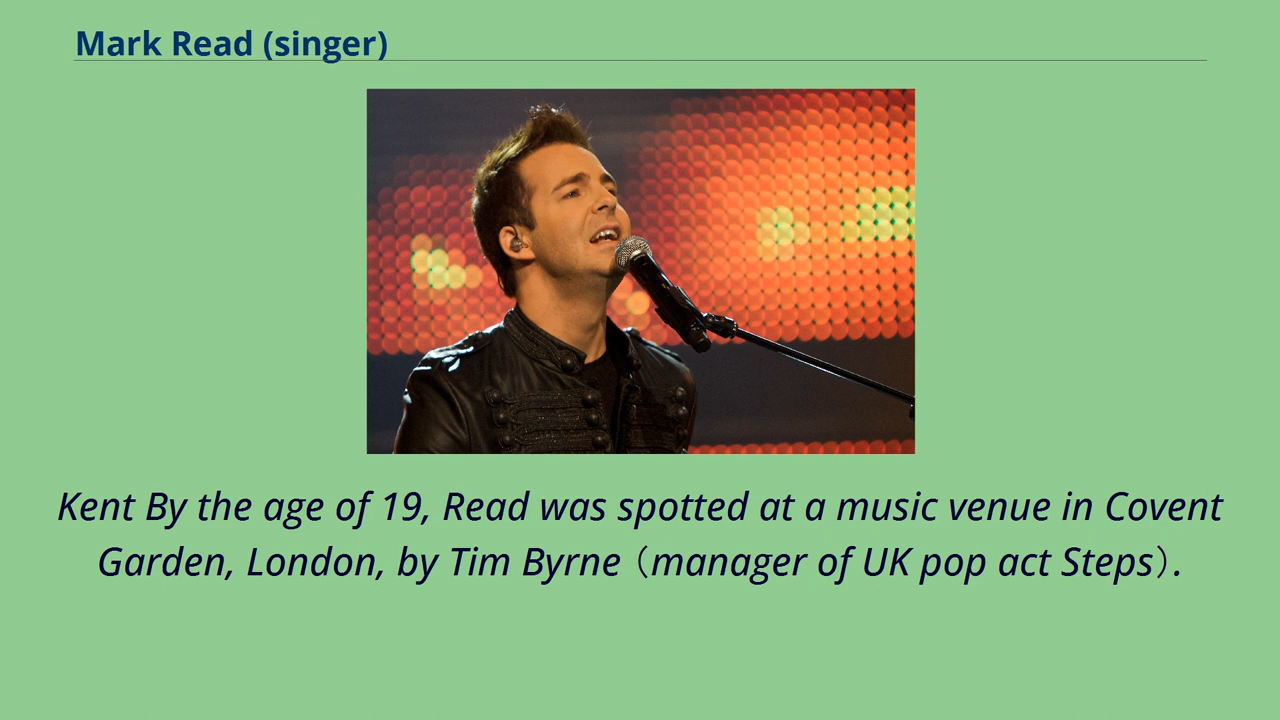 Mark Read (singer)
Kent By the age of 19, Read was spotted at a music venue in Covent
Garden, London, by Tim Byrne（manager of UK pop act Steps）.